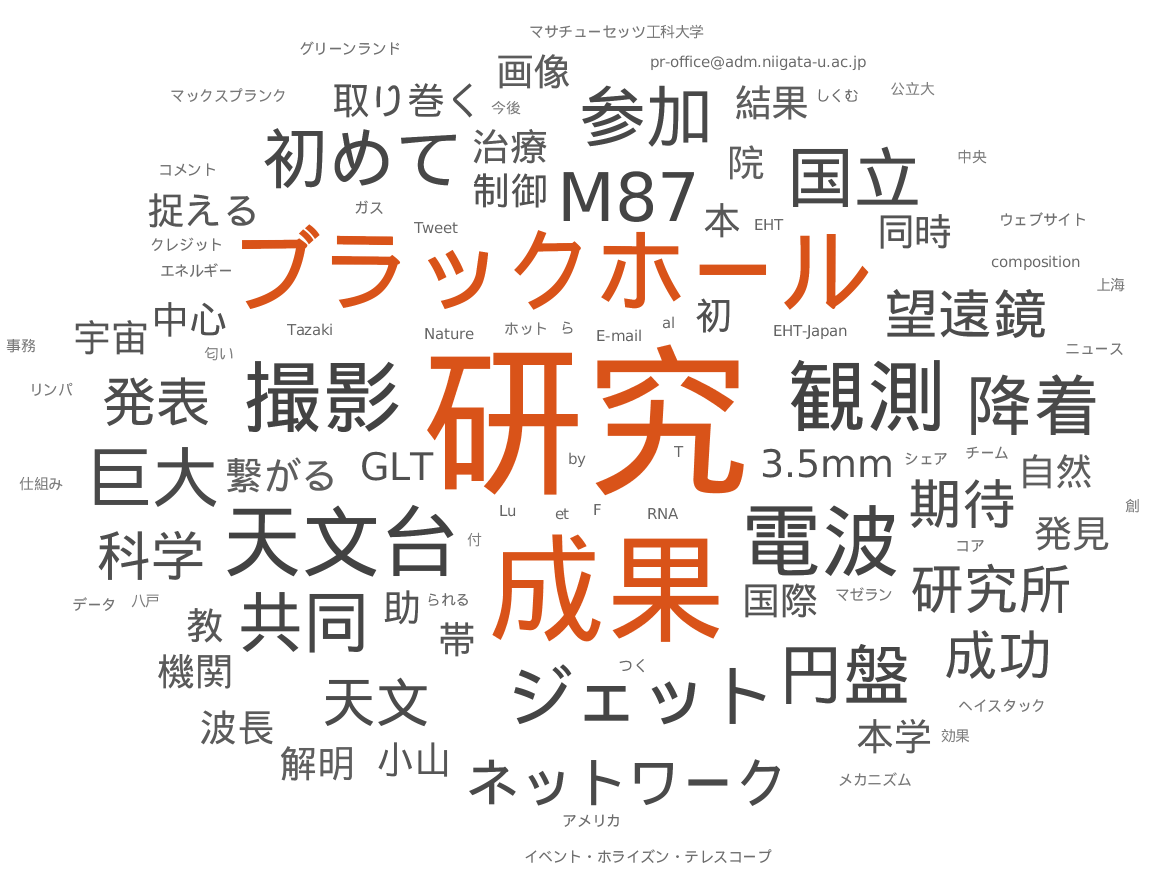 マサチューセッツ工科大学
グリーンランド
pr-office@adm.niigata-u.ac.jp
画像
マックスプランク
取り巻く
今後
参加
結果
しくむ
公立大
初めて
治療
院
国立
中央
コメント
制御
M87
捉える
ガス
Tweet
本
EHT
同時
ウェブサイト
クレジット
ブラックホール
エネルギー
composition
上海
宇宙
中心
Tazaki
Nature
ホット
ら
E-mail
al
初
EHT-Japan
望遠鏡
事務
匂い
ニュース
リンパ
発表
撮影
研究
観測
降着
巨大
繋がる
GLT
by
T
3.5mm
シェア
チーム
自然
仕組み
科学
天文台
付
Lu
et
F
RNA
電波
期待
コア
発見
創
データ
八戸
教
共同
助
られる
帯
成果
国際
マゼラン
研究所
機関
つく
円盤
成功
波長
天文
ジェット
ヘイスタック
本学
効果
解明
小山
ネットワーク
メカニズム
アメリカ
イベント・ホライズン・テレスコープ